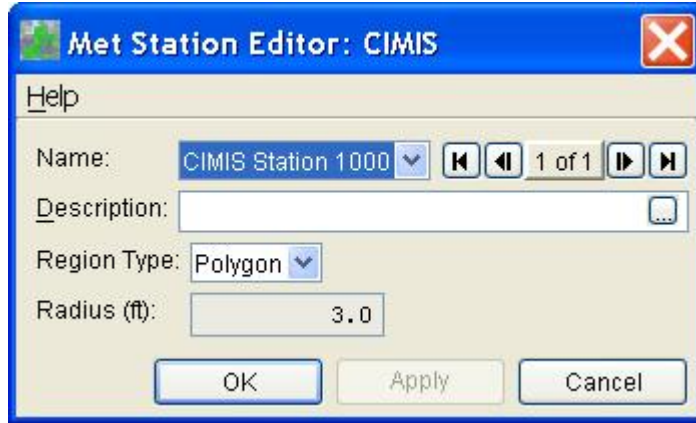 Met Station Editor: CIMIS
Help
Name: CIMIS Station 1000 1 of 1
Description: ...
Region Type: Polygon
Radius (ft): 3.0
OK Apply Cancel